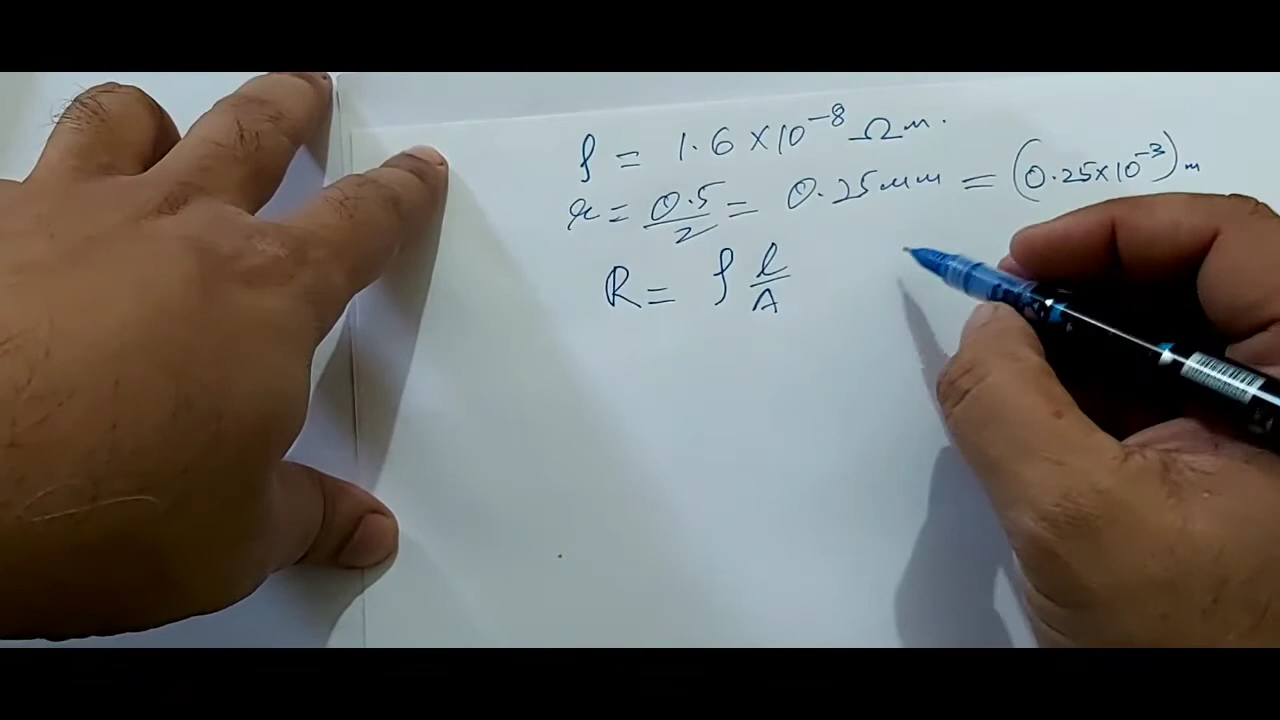 ρ = 1.6 × 10⁻⁸ Ωm.
r = 0.5/2 = 0.25 mm = (0.25×10⁻³) m
R = ρ l/A